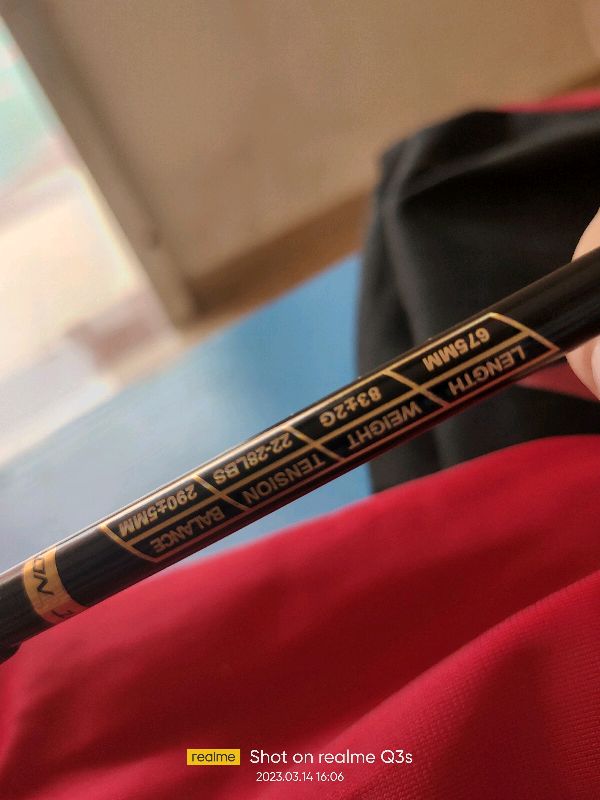 LENGTH WEIGHT TENSION BALANCE
675MM 83±2G 22-28LBS 290±5MM
realme Shot on realme Q3s
2023.03.14 16:06